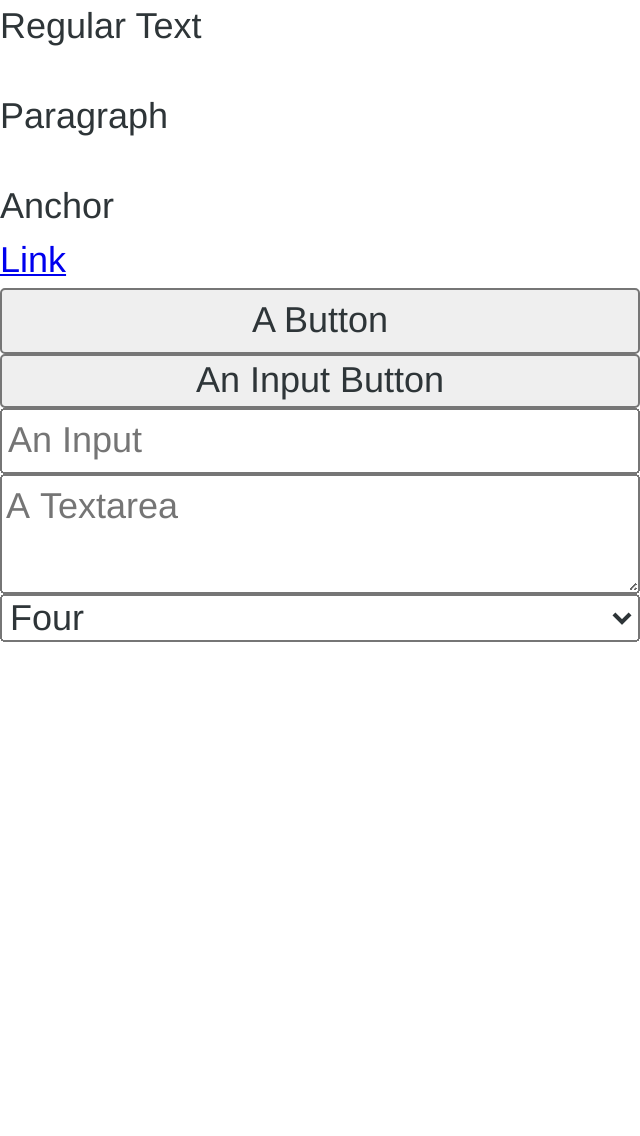 Regular Text
Paragraph
Anchor
Link
A Button
An Input Button
An Input
A Textarea
Four